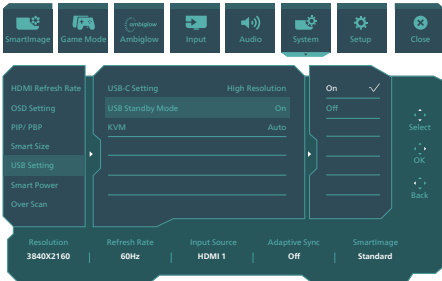 SmartImage
Game Mode
ambiglow
Ambiglow
Input
Audio
System
Setup
Close
HDMI Refresh Rate
OSD Setting
PIP/ PBP
Smart Size
USB Setting
Smart Power
Over Scan
USB-C Setting High Resolution
USB Standby Mode On
KVM Auto
On
Off
Select
OK
Back
Resolution Refresh Rate Input Source Adaptive Sync SmartImage
3840X2160 60Hz HDMI 1 Off Standard